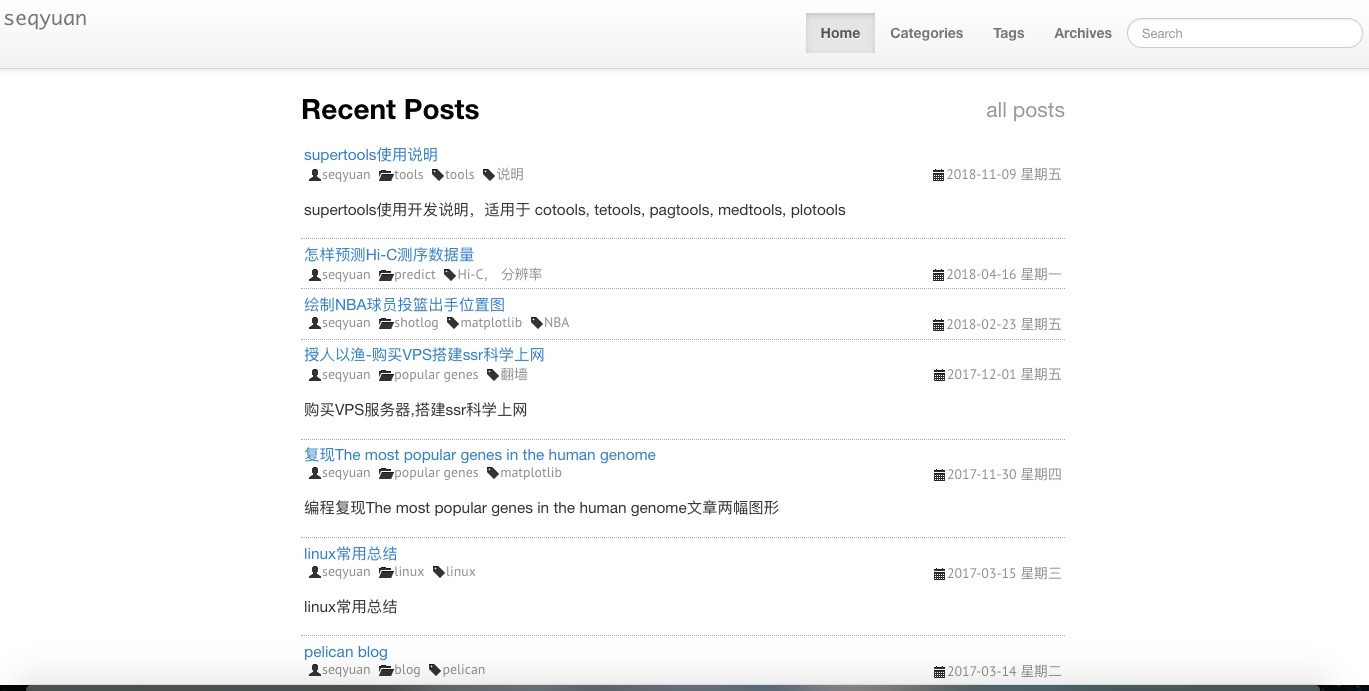 seqyuan
Home Categories Tags Archives Search
Recent Posts all posts
supertools使用说明
seqyuan tools tools 说明 2018-11-09 星期五
supertools使用开发说明，适用于 cotools, tetools, pagtools, medtools, plotools
怎样预测Hi-C测序数据量
seqyuan predict Hi-C， 分辨率 2018-04-16 星期一
绘制NBA球员投篮出手位置图
seqyuan shotlog matplotlib NBA 2018-02-23 星期五
授人以渔-购买VPS搭建ssr科学上网
seqyuan popular genes 翻墙 2017-12-01 星期五
购买VPS服务器,搭建ssr科学上网
复现The most popular genes in the human genome
seqyuan popular genes matplotlib 2017-11-30 星期四
编程复现The most popular genes in the human genome文章两幅图形
linux常用总结
seqyuan linux linux 2017-03-15 星期三
linux常用总结
pelican blog
seqyuan blog pelican 2017-03-14 星期二